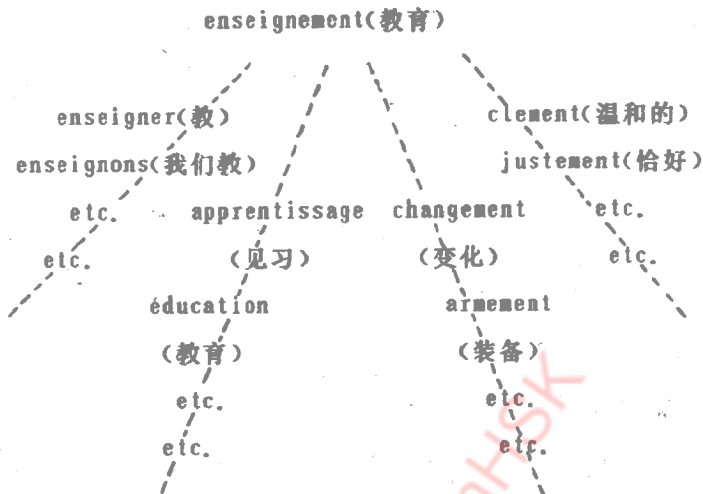 enseignement(教育)
enseigner(教) clement(温和的)
enseignons(我们教) justement(恰好)
etc. apprentissage changement etc.
etc. (见习) (变化) etc.
éducation armement
(教育) (装备)
etc. etc.
etc. etc.
nHSK